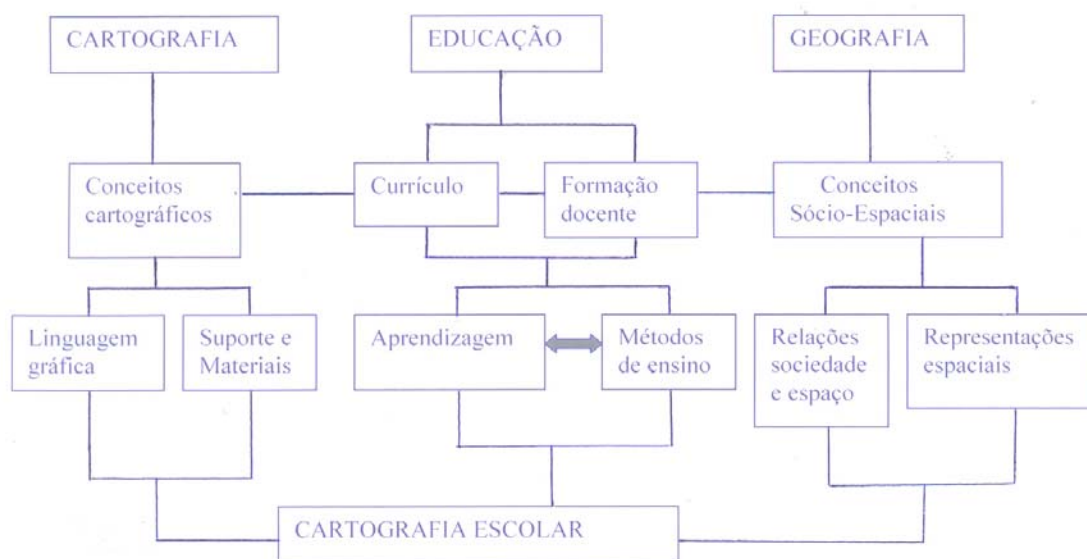 CARTOGRAFIA
EDUCAÇÃO
GEOGRAFIA
Conceitos
cartográficos
Currículo
Formação
docente
Conceitos
Sócio-Espaciais
Linguagem
gráfica
Suporte e
Materiais
Aprendizagem
Métodos
de ensino
Relações
sociedade
e espaço
Representações
espaciais
CARTOGRAFIA ESCOLAR